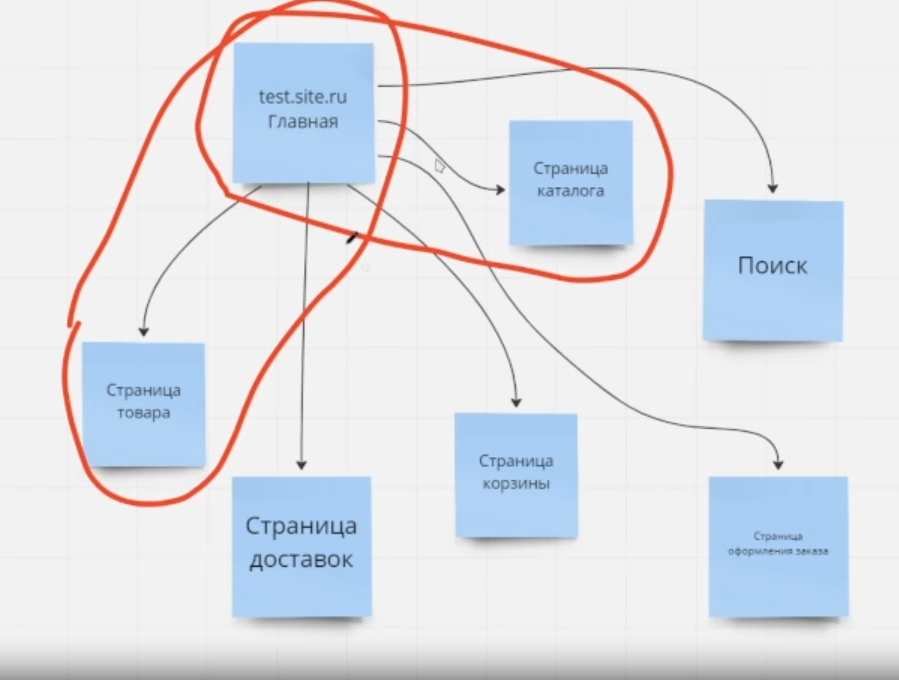 test.site.ru
Главная
Страница
каталога
Поиск
Страница
товара
Страница
корзины
Страница
доставок
Страница
оформления заказа